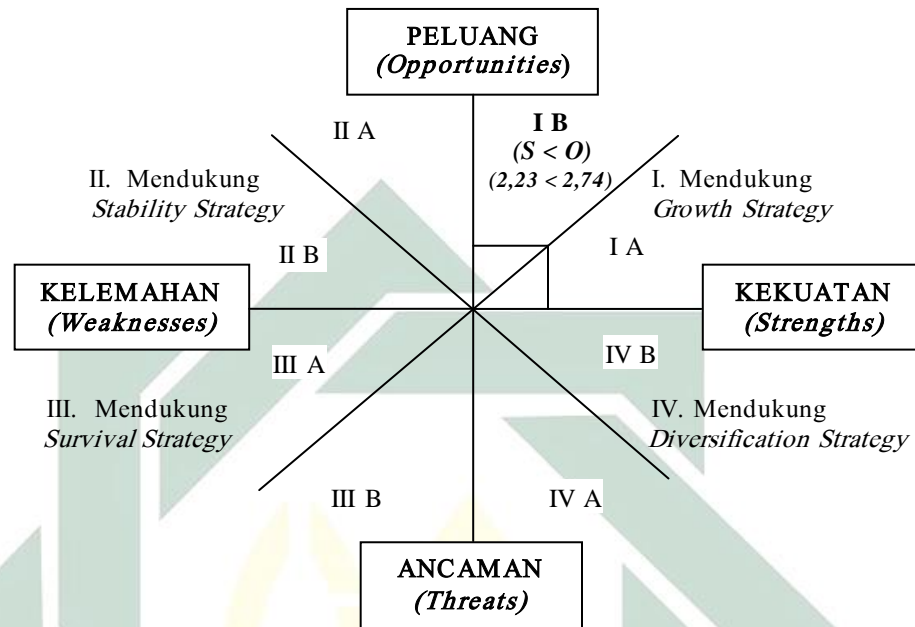 PELUANG
(Opportunities)
II A
I B
(S < O)
(2,23 < 2,74)
II. Mendukung
Stability Strategy
I. Mendukung
Growth Strategy
II B
I A
KELEMAHAN
(Weaknesses)
KEKUATAN
(Strengths)
III A
IV B
III. Mendukung
Survival Strategy
IV. Mendukung
Diversification Strategy
III B
IV A
ANCAMAN
(Threats)